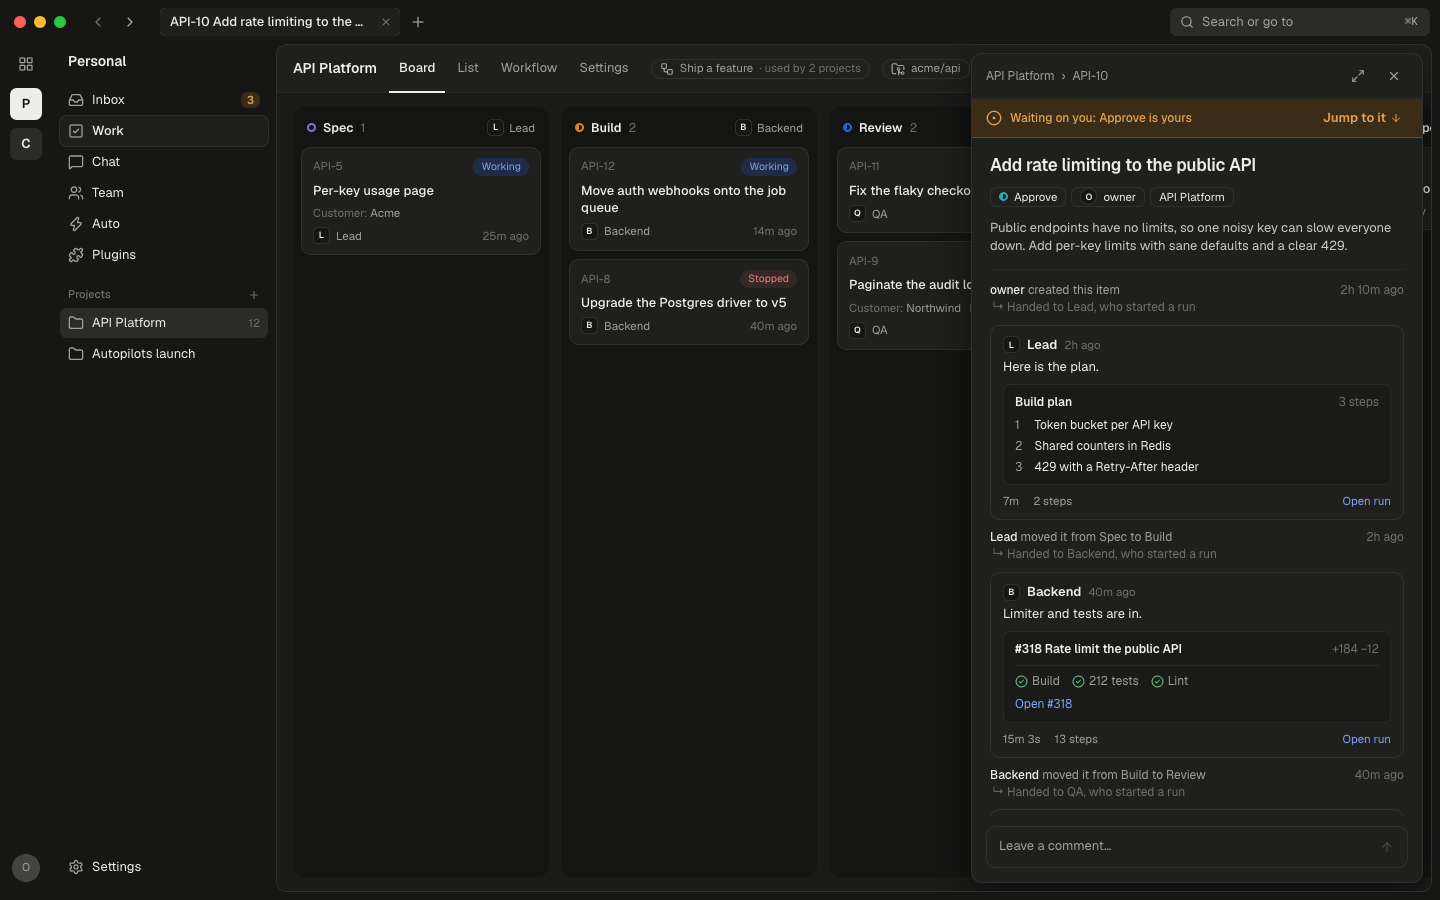 API-10 Add rate limiting to the ...
Search or go to
⌘K
Personal
P
C
Inbox
3
Work
Chat
Team
Auto
Plugins
Projects
API Platform
12
Autopilots launch
O
Settings
API Platform
Board
List
Workflow
Settings
Ship a feature · used by 2 projects
acme/api
Spec 1
L Lead
API-5
Working
Per-key usage page
Customer: Acme
L Lead
25m ago
Build 2
B Backend
API-12
Working
Move auth webhooks onto the job
queue
B Backend
14m ago
API-8
Stopped
Upgrade the Postgres driver to v5
B Backend
40m ago
Review 2
API-11
Fix the flaky checko
Q QA
API-9
Paginate the audit lo
Customer: Northwind
Q QA
API Platform › API-10
Waiting on you: Approve is yours
Jump to it ↓
Add rate limiting to the public API
Approve
O owner
API Platform
Public endpoints have no limits, so one noisy key can slow everyone
down. Add per-key limits with sane defaults and a clear 429.
owner created this item
2h 10m ago
Handed to Lead, who started a run
L Lead 2h ago
Here is the plan.
Build plan
3 steps
1 Token bucket per API key
2 Shared counters in Redis
3 429 with a Retry-After header
7m 2 steps
Open run
Lead moved it from Spec to Build
2h ago
Handed to Backend, who started a run
B Backend 40m ago
Limiter and tests are in.
#318 Rate limit the public API
+184 −12
Build
212 tests
Lint
Open #318
15m 3s 13 steps
Open run
Backend moved it from Build to Review
40m ago
Handed to QA, who started a run
Leave a comment...